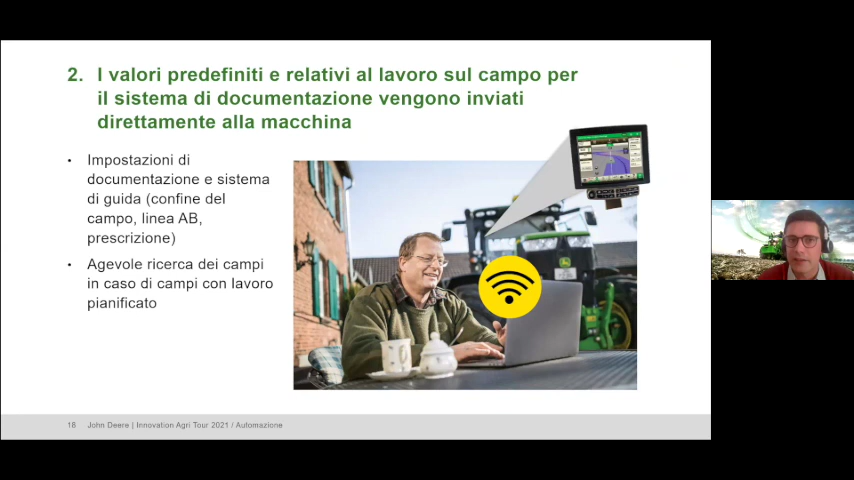 2. I valori predefiniti e relativi al lavoro sul campo per
il sistema di documentazione vengono inviati
direttamente alla macchina
• Impostazioni di
documentazione e sistema
di guida (confine del
campo, linea AB,
prescrizione)
• Agevole ricerca dei campi
in caso di campi con lavoro
pianificato
18 John Deere | Innovation Agri Tour 2021 / Automazione